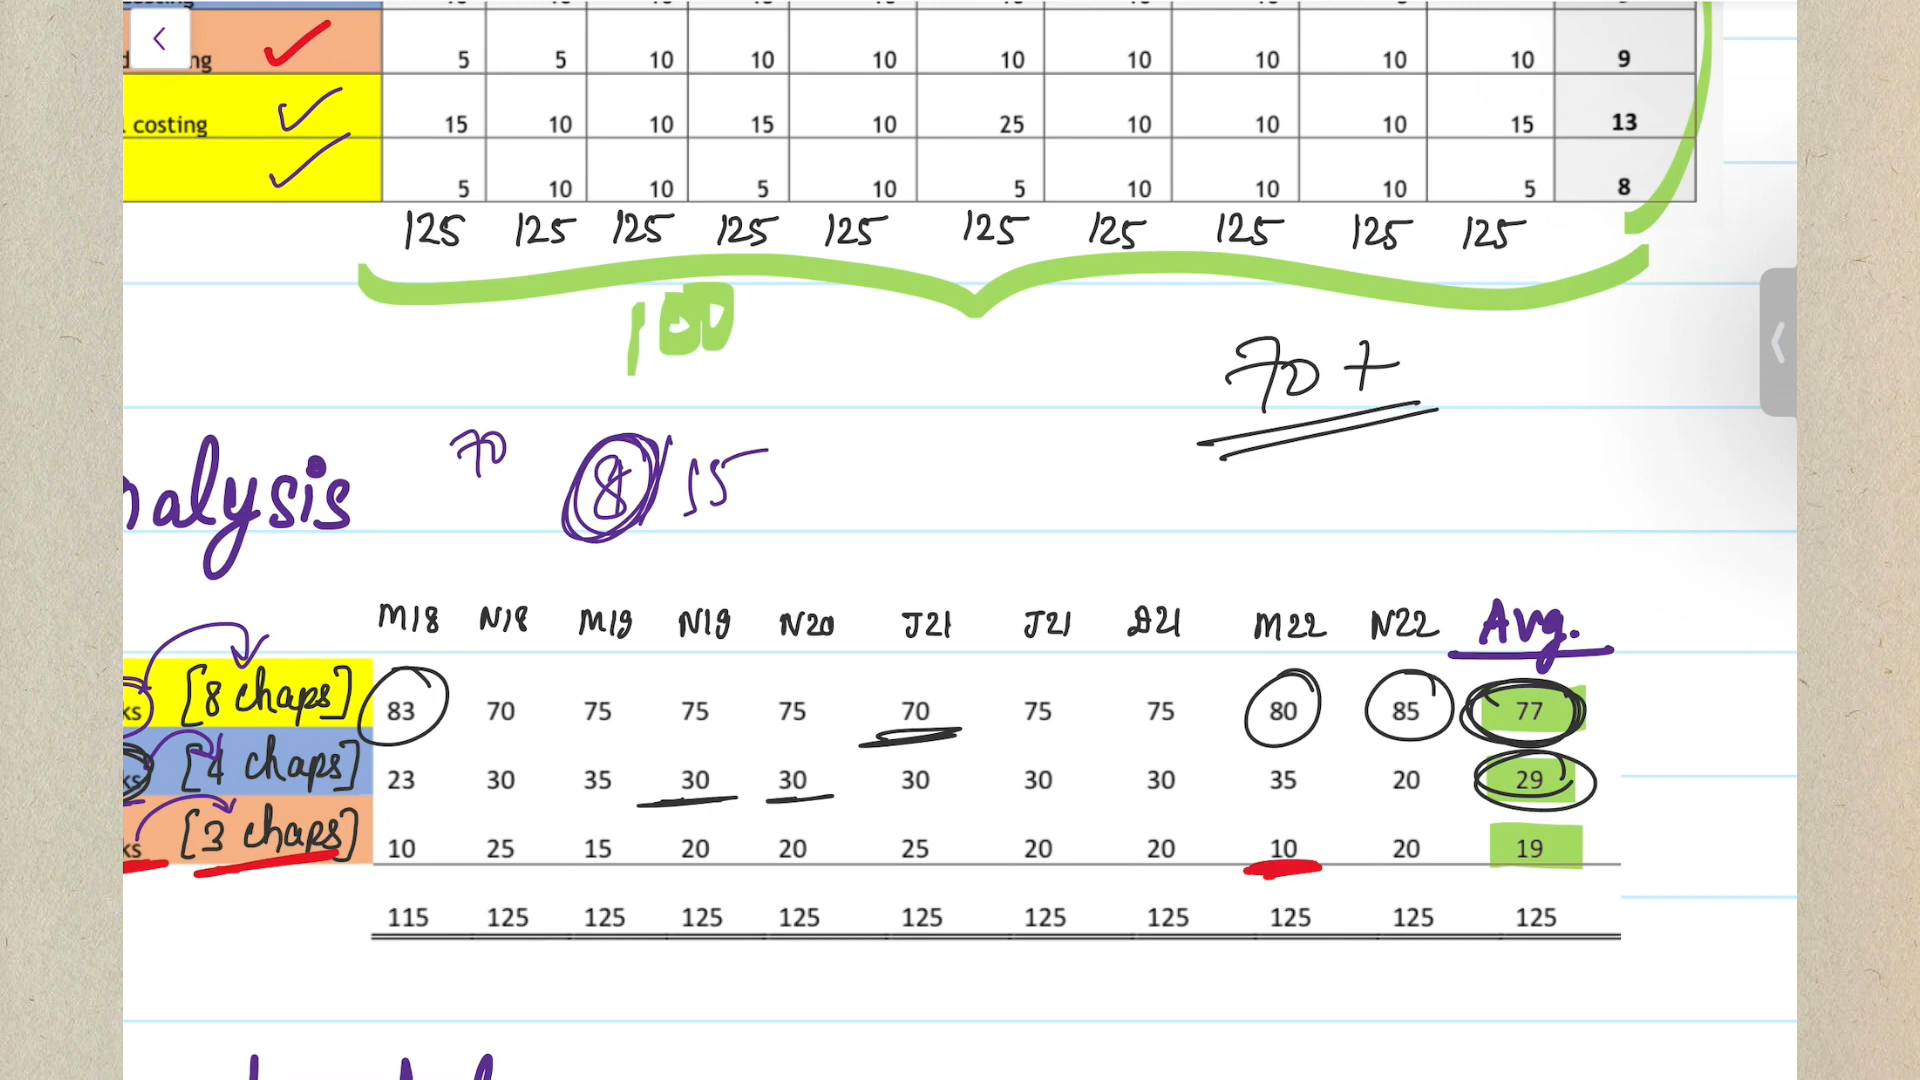 ng 5 5 10 10 10 10 10 10 10 10 9
costing 15 10 10 15 10 25 10 10 10 15 13
5 10 10 5 10 5 10 10 10 5 8
125 125 125 125 125 125 125 125 125 125
100
70 +
nalysis 70 8/15
M18 N18 M19 N19 N20 J21 J21 D21 M22 N22 Avg.
ks [8 chaps] 83 70 75 75 75 70 75 75 80 85 77
ks [4 chaps] 23 30 35 30 30 30 30 30 35 20 29
ks [3 chaps] 10 25 15 20 20 25 20 20 10 20 19
115 125 125 125 125 125 125 125 125 125 125